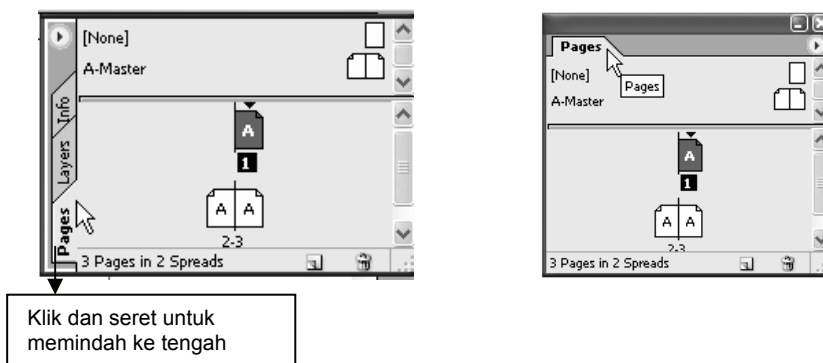 [None]
A-Master
Info
Layers
Pages
A
1
A A
2-3
3 Pages in 2 Spreads
Klik dan seret untuk
memindah ke tengah
Pages
[None]
Pages
A-Master
A
1
A A
2-3
3 Pages in 2 Spreads